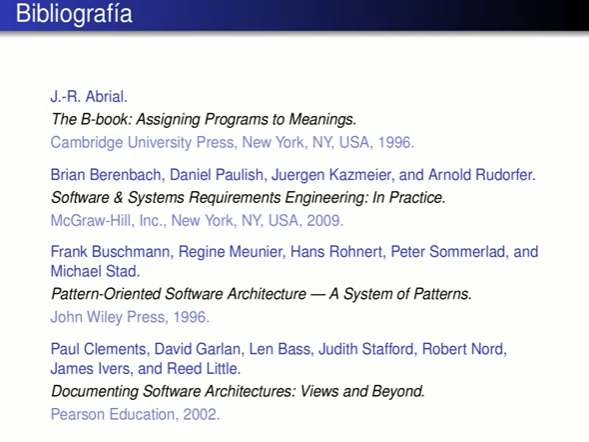 Bibliografía
J.-R. Abrial.
The B-book: Assigning Programs to Meanings.
Cambridge University Press, New York, NY, USA, 1996.
Brian Berenbach, Daniel Paulish, Juergen Kazmeier, and Arnold Rudorfer.
Software & Systems Requirements Engineering: In Practice.
McGraw-Hill, Inc., New York, NY, USA, 2009.
Frank Buschmann, Regine Meunier, Hans Rohnert, Peter Sommerlad, and
Michael Stad.
Pattern-Oriented Software Architecture — A System of Patterns.
John Wiley Press, 1996.
Paul Clements, David Garlan, Len Bass, Judith Stafford, Robert Nord,
James Ivers, and Reed Little.
Documenting Software Architectures: Views and Beyond.
Pearson Education, 2002.